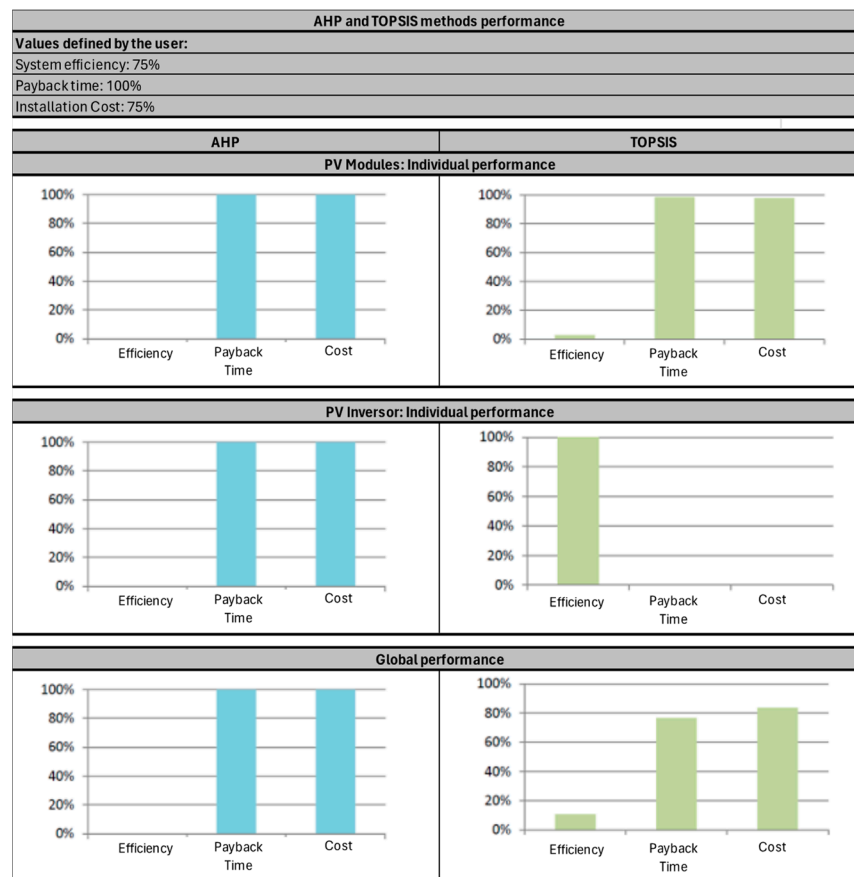 AHP and TOPSIS methods performance
Values defined by the user:
System efficiency: 75%
Payback time: 100%
Installation Cost: 75%
AHP
TOPSIS
PV Modules: Individual performance
100%
80%
60%
40%
20%
0%
Efficiency
Payback
Time
Cost
100%
80%
60%
40%
20%
0%
Efficiency
Payback
Time
Cost
PV Inversor: Individual performance
100%
80%
60%
40%
20%
0%
Efficiency
Payback
Time
Cost
100%
80%
60%
40%
20%
0%
Efficiency
Payback
Time
Cost
Global performance
100%
80%
60%
40%
20%
0%
Efficiency
Payback
Time
Cost
100%
80%
60%
40%
20%
0%
Efficiency
Payback
Time
Cost